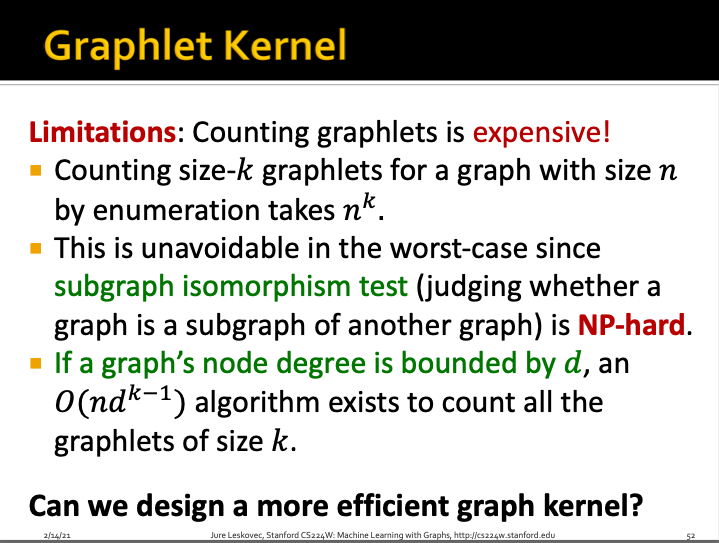 Graphlet Kernel
Limitations: Counting graphlets is expensive!
▪ Counting size-𝑘 graphlets for a graph with size 𝑛
by enumeration takes 𝑛ᵏ.
▪ This is unavoidable in the worst-case since
subgraph isomorphism test (judging whether a
graph is a subgraph of another graph) is NP-hard.
▪ If a graph's node degree is bounded by 𝑑, an
𝑂(𝑛𝑑ᵏ⁻¹) algorithm exists to count all the
graphlets of size 𝑘.
Can we design a more efficient graph kernel?
2/14/21 Jure Leskovec, Stanford CS224W: Machine Learning with Graphs, http://cs224w.stanford.edu 52